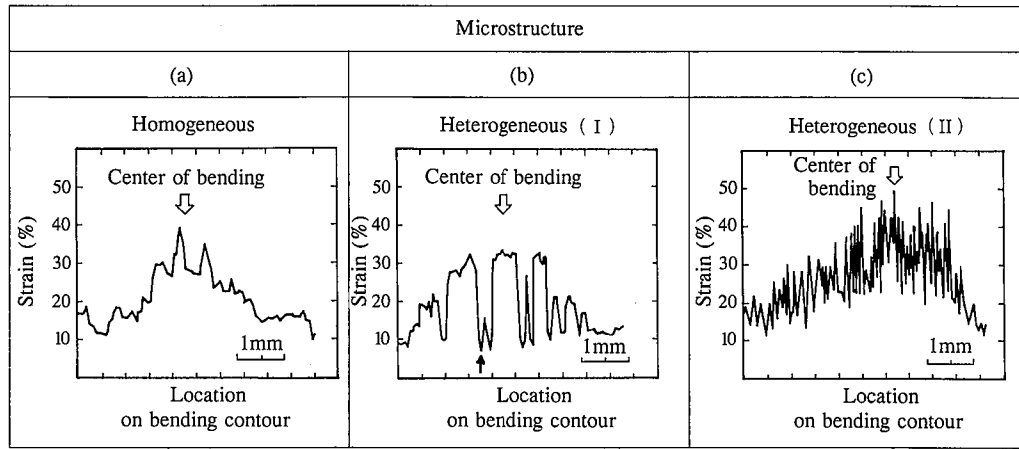 Microstructure
(a)
(b)
(c)
Homogeneous
Heterogeneous ( I )
Heterogeneous ( II )
Strain (%)
50
40
30
20
10
Center of bending
1mm
Location
on bending contour
Strain (%)
50
40
30
20
10
Center of bending
1mm
Location
on bending contour
Strain (%)
50
40
30
20
10
Center of
bending
1mm
Location
on bending contour